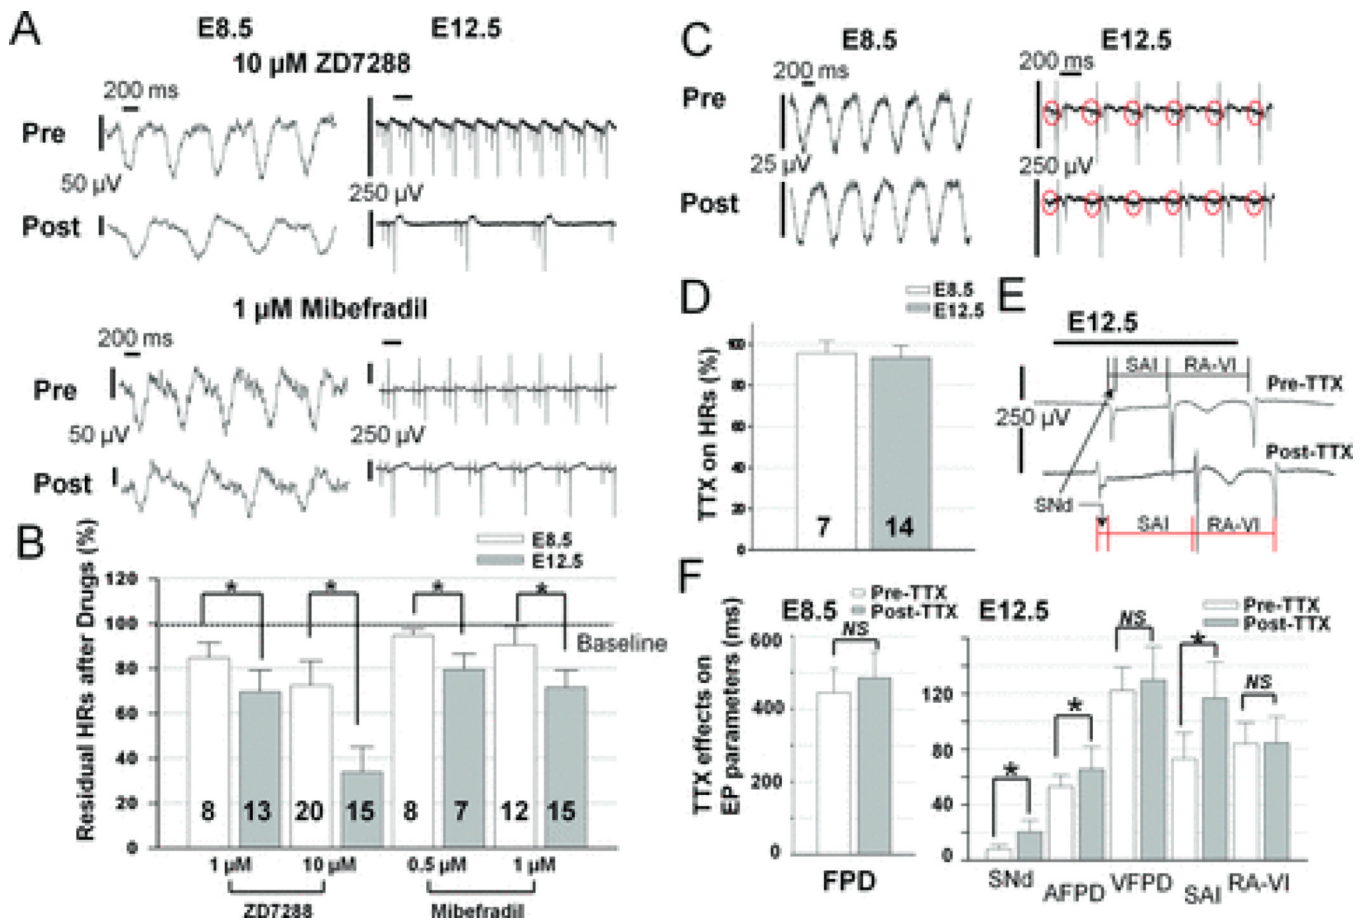 A
E8.5
E12.5
10 µM ZD7288
200 ms
Pre
50 µV
250 µV
Post
1 µM Mibefradil
200 ms
Pre
50 µV
250 µV
Post
B
Residual HRs after Drugs (%)
E8.5
E12.5
120
100
80
60
40
20
0
Baseline
* * * *
8 13 20 15 8 7 12 15
1 µM 10 µM 0.5 µM 1 µM
ZD7288 Mibefradil
C
E8.5
E12.5
200 ms
200 ms
Pre
25 µV
250 µV
Post
D
E8.5
E12.5
TTX on HRs (%)
100
80
60
40
20
0
7 14
E
E12.5
SAI RA-VI
Pre-TTX
250 µV
Post-TTX
SNd
SAI RA-VI
F
TTX effects on
EP parameters (ms)
E8.5
Pre-TTX
Post-TTX
600
400
200
0
NS
FPD
E12.5
Pre-TTX
Post-TTX
120
80
40
0
* * NS * NS
SNd AFPD VFPD SAI RA-VI